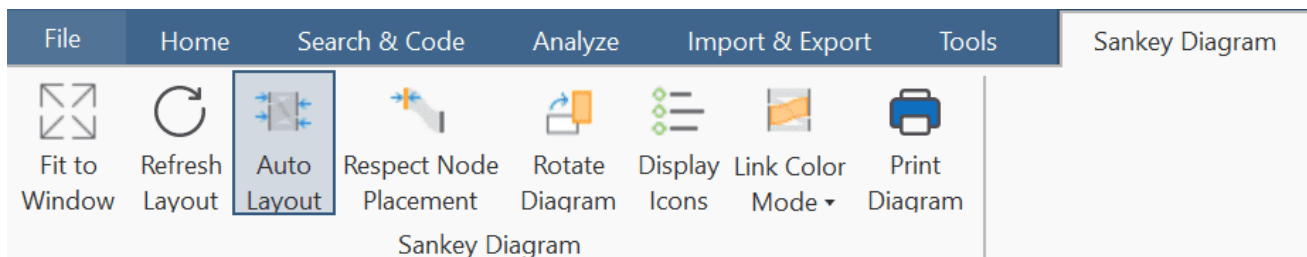 File Home Search & Code Analyze Import & Export Tools Sankey Diagram
Fit to Refresh Auto Respect Node Rotate Display Link Color Print
Window Layout Layout Placement Diagram Icons Mode Diagram
Sankey Diagram